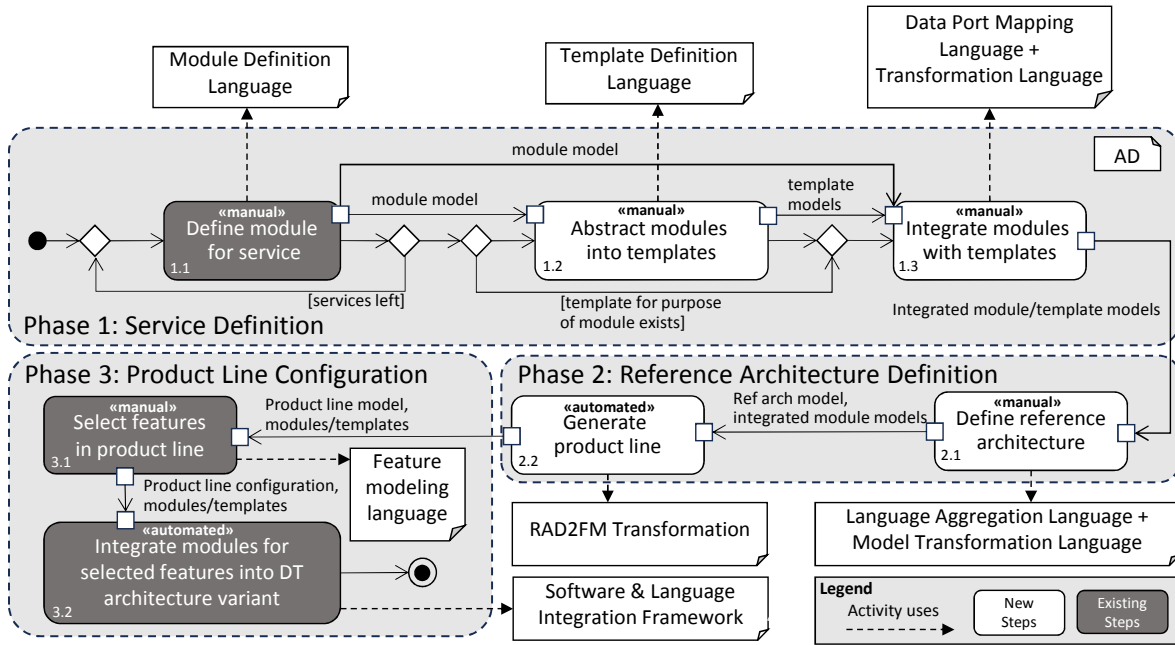 Module Definition
Language
Template Definition
Language
Data Port Mapping
Language +
Transformation Language
AD
module model
«manual»
Define module
for service
1.1
module model
«manual»
Abstract modules
into templates
1.2
template
models
«manual»
Integrate modules
with templates
1.3
[services left]
[template for purpose
of module exists]
Integrated module/template models
Phase 1: Service Definition
Phase 3: Product Line Configuration
Phase 2: Reference Architecture Definition
«manual»
Select features
in product line
3.1
Product line model,
modules/templates
«automated»
Generate
product line
2.2
Ref arch model,
integrated module models
«manual»
Define reference
architecture
2.1
Product line configuration,
modules/templates
Feature
modeling
language
«automated»
Integrate modules for
selected features into DT
architecture variant
3.2
RAD2FM Transformation
Language Aggregation Language +
Model Transformation Language
Software & Language
Integration Framework
Legend
Activity uses
New
Steps
Existing
Steps